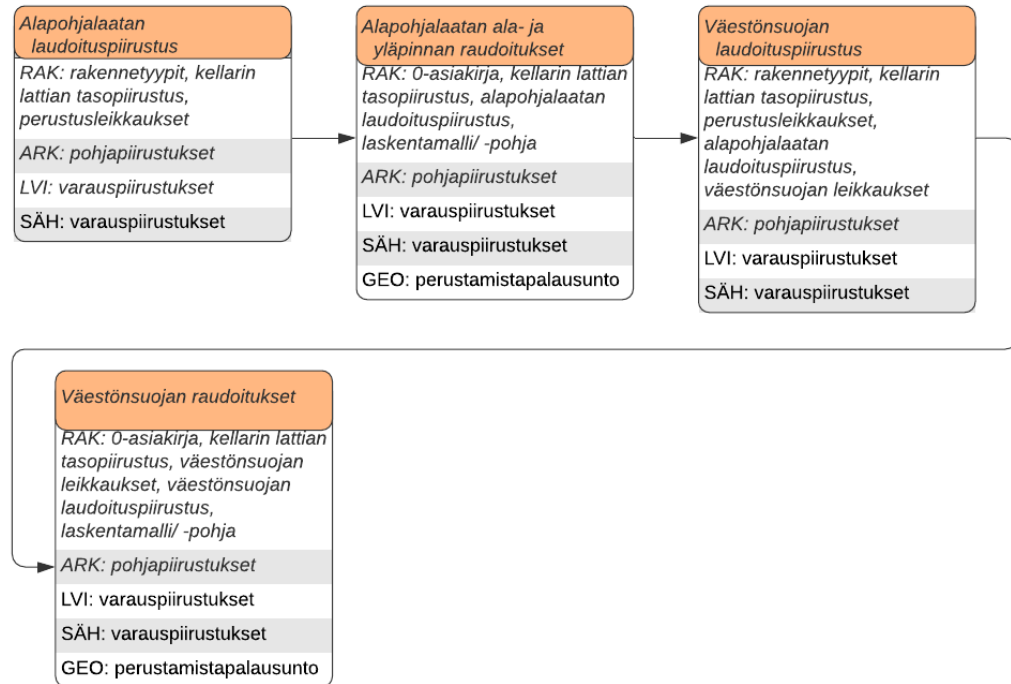 Alapohjalaatan
laudoituspiirustus
RAK: rakennetyypit, kellarin
lattian tasopiirustus,
perustusleikkaukset
ARK: pohjapiirustukset
LVI: varauspiirustukset
SÄH: varauspiirustukset
Alapohjalaatan ala- ja
yläpinnan raudoitukset
RAK: 0-asiakirja, kellarin lattian
tasopiirustus, alapohjalaatan
laudoituspiirustus,
laskentamalli/ -pohja
ARK: pohjapiirustukset
LVI: varauspiirustukset
SÄH: varauspiirustukset
GEO: perustamistapalausunto
Väestönsuojan
laudoituspiirustus
RAK: rakennetyypit, kellarin
lattian tasopiirustus,
perustusleikkaukset,
alapohjalaatan
laudoituspiirustus,
väestönsuojan leikkaukset
ARK: pohjapiirustukset
LVI: varauspiirustukset
SÄH: varauspiirustukset
Väestönsuojan raudoitukset
RAK: 0-asiakirja, kellarin lattian
tasopiirustus, väestönsuojan
leikkaukset, väestönsuojan
laudoituspiirustus,
laskentamalli/ -pohja
ARK: pohjapiirustukset
LVI: varauspiirustukset
SÄH: varauspiirustukset
GEO: perustamistapalausunto